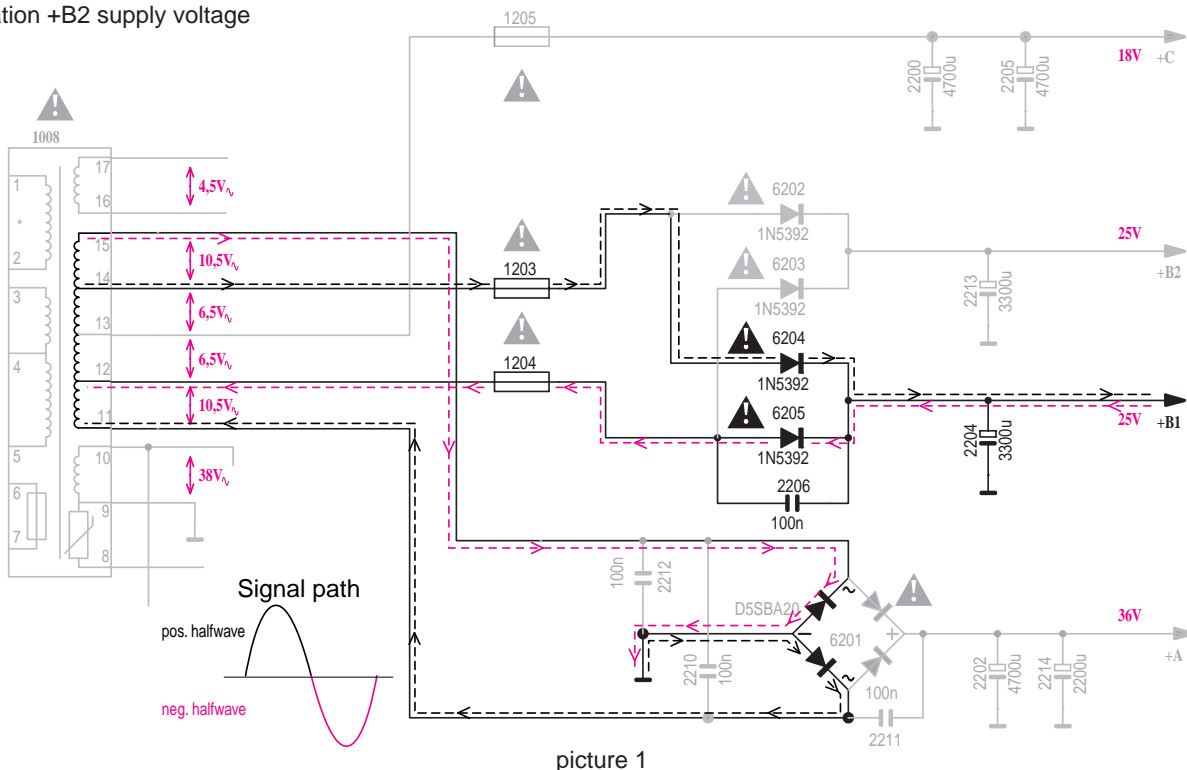 ation +B2 supply voltage
1205
18V
+C
2200
4700u
2205
4700u
1008
17
4,5V
16
1
*
2
15
10,5V
14
3
6,5V
13
6,5V
4
12
10,5V
11
5
10
38V
6
9
7
8
1203
1204
6202
1N5392
6203
1N5392
25V
+B2
2213
3300u
6204
1N5392
6205
1N5392
25V
+B1
2204
3300u
2206
100n
Signal path
pos. halfwave
neg. halfwave
100n
2212
2210
100n
D5SBA20
~
6201
- +
~
100n
2211
36V
+A
2202
4700u
2214
2200u
picture 1